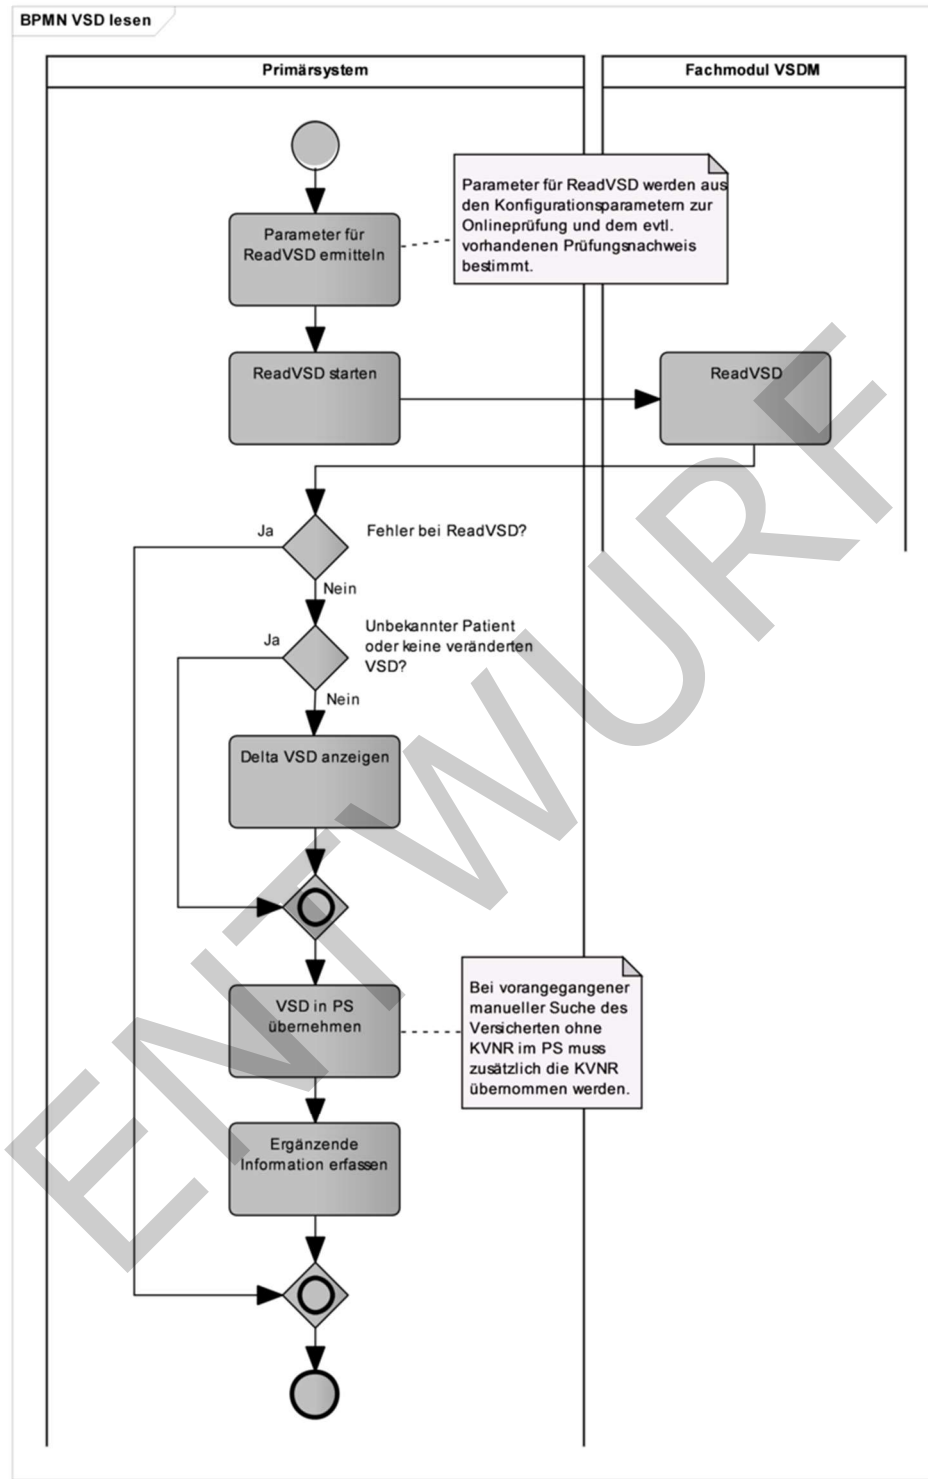 BPMN VSD lesen
Primärsystem
Fachmodul VSDM
Parameter für ReadVSD werden aus
den Konfigurationsparametern zur
Onlineprüfung und dem evtl.
vorhandenen Prüfungsnachweis
bestimmt.
Parameter für
ReadVSD ermitteln
ReadVSD starten
ReadVSD
Ja
Fehler bei ReadVSD?
Nein
Unbekannter Patient
oder keine veränderten
VSD?
Ja
Nein
Delta VSD anzeigen
VSD in PS
übernehmen
Bei vorangegangener
manueller Suche des
Versicherten ohne
KVNR im PS muss
zusätzlich die KVNR
übernommen werden.
Ergänzende
Information erfassen
ENTWURF